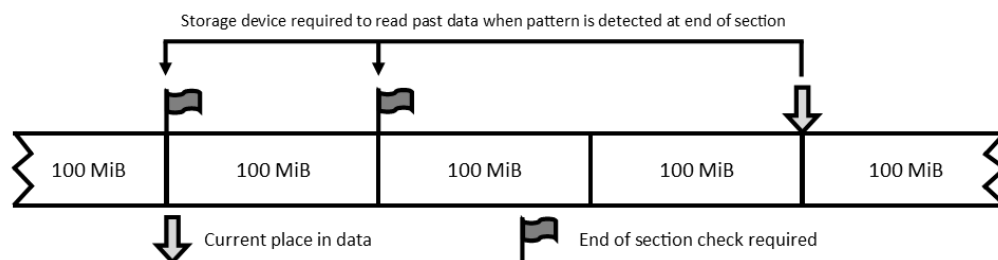 Storage device required to read past data when pattern is detected at end of section
100 MiB 100 MiB 100 MiB 100 MiB 100 MiB
Current place in data End of section check required